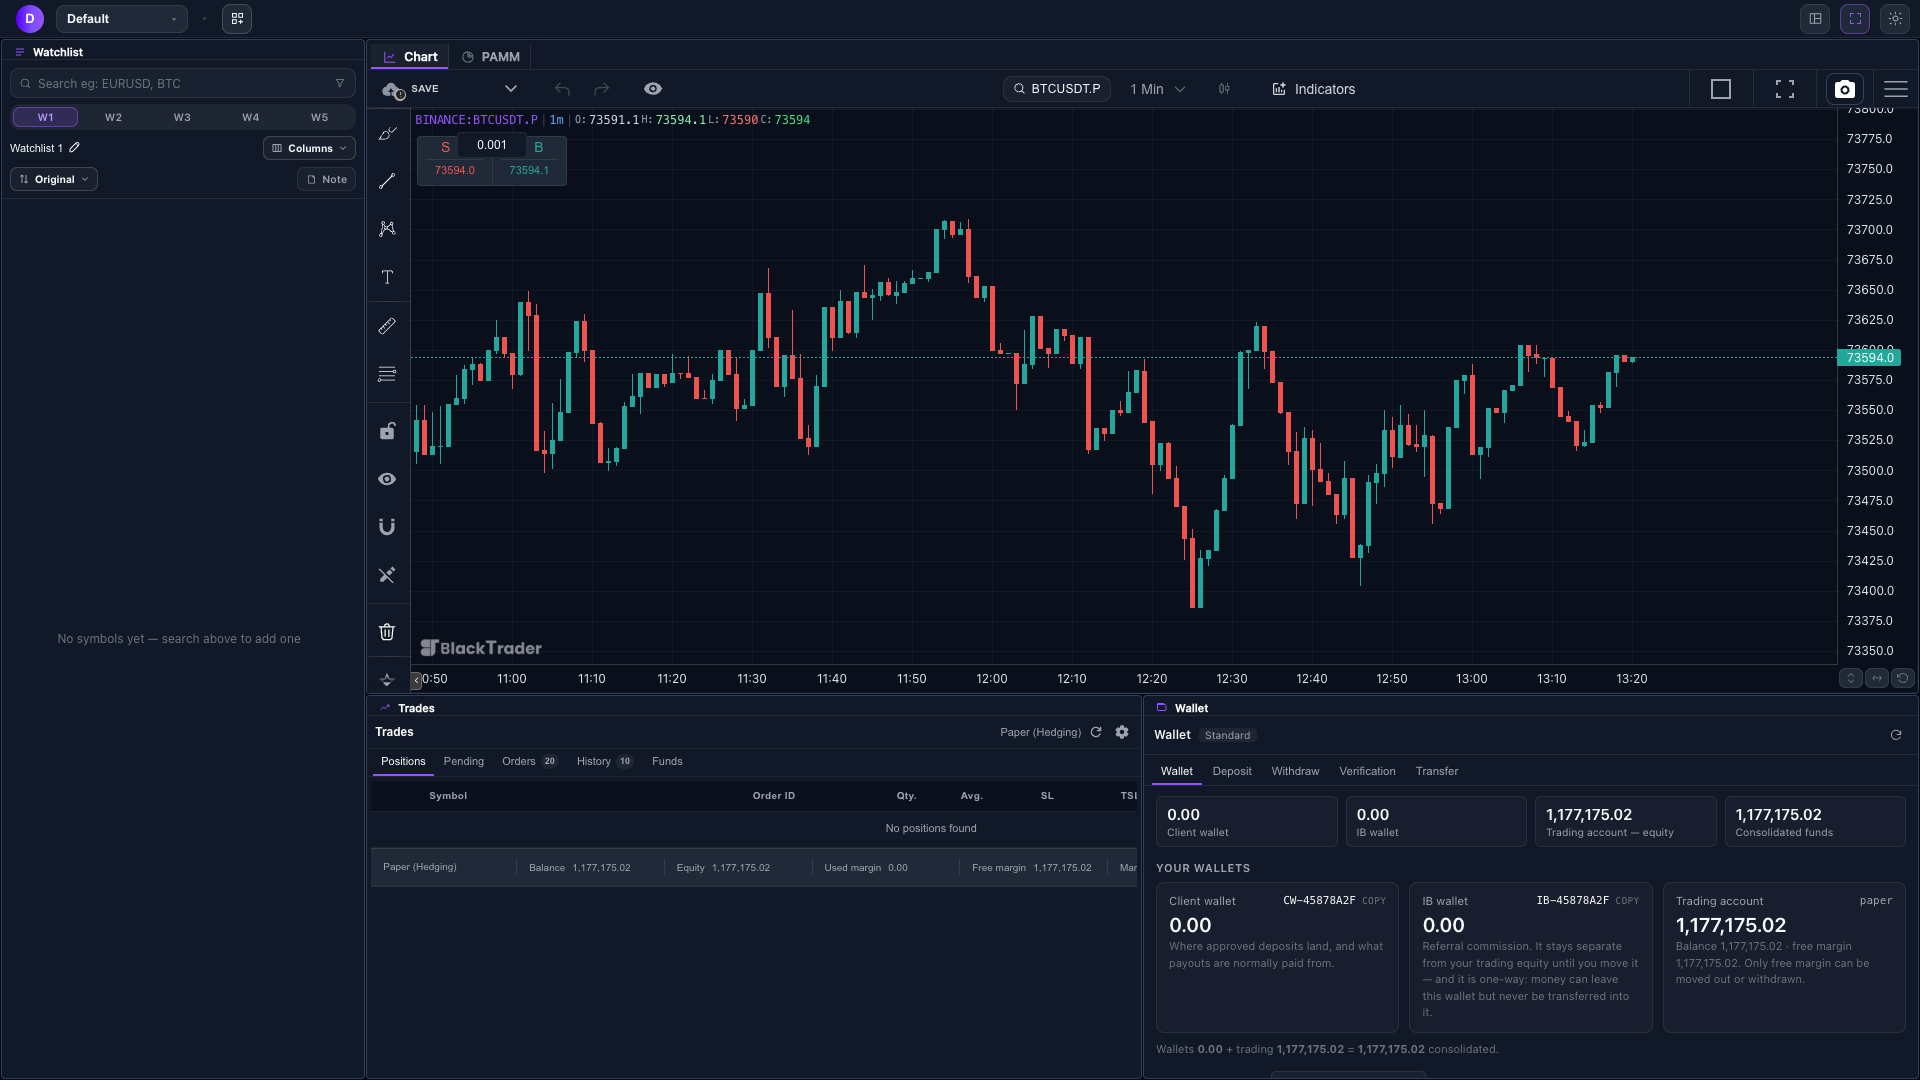 D Default
Watchlist
Search eg: EURUSD, BTC
W1 W2 W3 W4 W5
Watchlist 1 Columns
Original Note
No symbols yet — search above to add one
Chart PAMM
SAVE BTCUSDT.P 1 Min Indicators
BINANCE:BTCUSDT.P 1m O: 73591.1 H: 73594.1 L: 73590 C: 73594
S 0.001 B
73594.0 73594.1
73775.0
73750.0
73725.0
73700.0
73675.0
73650.0
73625.0
73594.0
73575.0
73550.0
73525.0
73500.0
73475.0
73450.0
73425.0
73400.0
73375.0
73350.0
BlackTrader
0:50 11:00 11:10 11:20 11:30 11:40 11:50 12:00 12:10 12:20 12:30 12:40 12:50 13:00 13:10 13:20
Trades
Trades Paper (Hedging)
Positions Pending Orders 20 History 10 Funds
Symbol Order ID Qty. Avg. SL TSL
No positions found
Paper (Hedging) Balance 1,177,175.02 Equity 1,177,175.02 Used margin 0.00 Free margin 1,177,175.02 Mar
Wallet
Wallet Standard
Wallet Deposit Withdraw Verification Transfer
0.00 0.00 1,177,175.02 1,177,175.02
Client wallet IB wallet Trading account — equity Consolidated funds
YOUR WALLETS
Client wallet CW-45878A2F COPY
0.00
Where approved deposits land, and what
payouts are normally paid from.
IB wallet IB-45878A2F COPY
0.00
Referral commission. It stays separate
from your trading equity until you move it
— and it is one-way: money can leave
this wallet but never be transferred into
it.
Trading account paper
1,177,175.02
Balance 1,177,175.02 · free margin
1,177,175.02. Only free margin can be
moved out or withdrawn.
Wallets 0.00 + trading 1,177,175.02 = 1,177,175.02 consolidated.